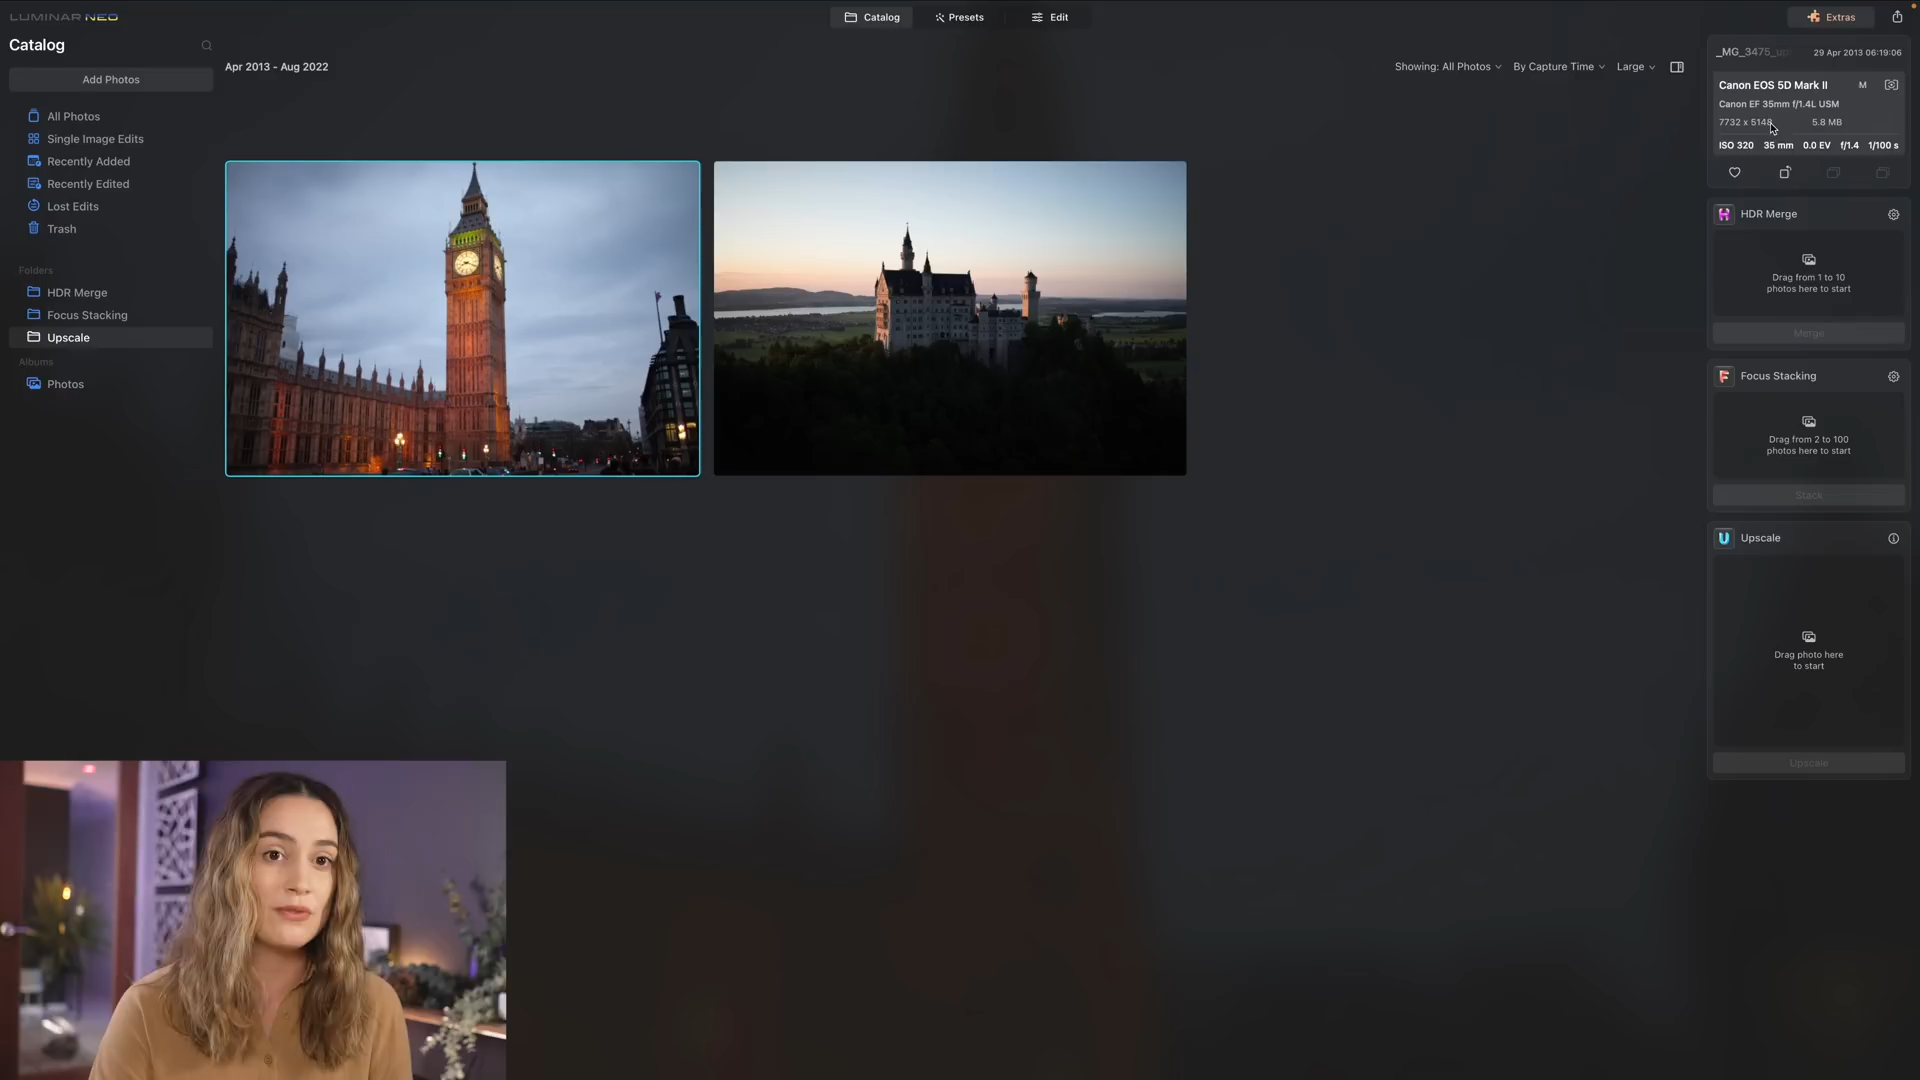 LUMINAR NEO
Catalog
Presets
Edit
Extras
Catalog
Add Photos
All Photos
Single Image Edits
Recently Added
Recently Edited
Lost Edits
Trash
Folders
HDR Merge
Focus Stacking
Upscale
Albums
Photos
Apr 2013 - Aug 2022
Showing: All Photos
By Capture Time
Large
_MG_3475_up 29 Apr 2013 06:19:06
Canon EOS 5D Mark II M
Canon EF 35mm f/1.4L USM
7732 x 5148 5.8 MB
ISO 320 35 mm 0.0 EV f/1.4 1/100 s
HDR Merge
Drag from 1 to 10
photos here to start
Merge
Focus Stacking
Drag from 2 to 100
photos here to start
Stack
Upscale
Drag photo here
to start
Upscale